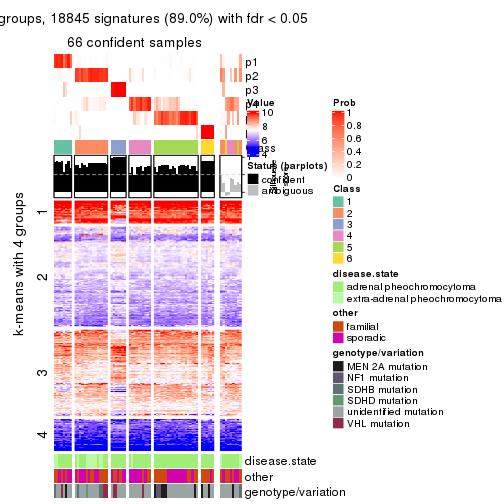 groups, 18845 signatures (89.0%) with fdr < 0.05
66 confident samples
p1
p2
p3
p4
Value
10
8
6
4
Prob
1
0.8
0.6
0.4
0.2
0
Status (barplots)
confident
ambiguous
Class
1
2
3
4
5
6
disease.state
adrenal pheochromocytoma
extra-adrenal pheochromocytoma
other
familial
sporadic
genotype/variation
MEN 2A mutation
NF1 mutation
SDHB mutation
SDHD mutation
unidentified mutation
VHL mutation
k-means with 4 groups
1
2
3
4
disease.state
other
genotype/variation